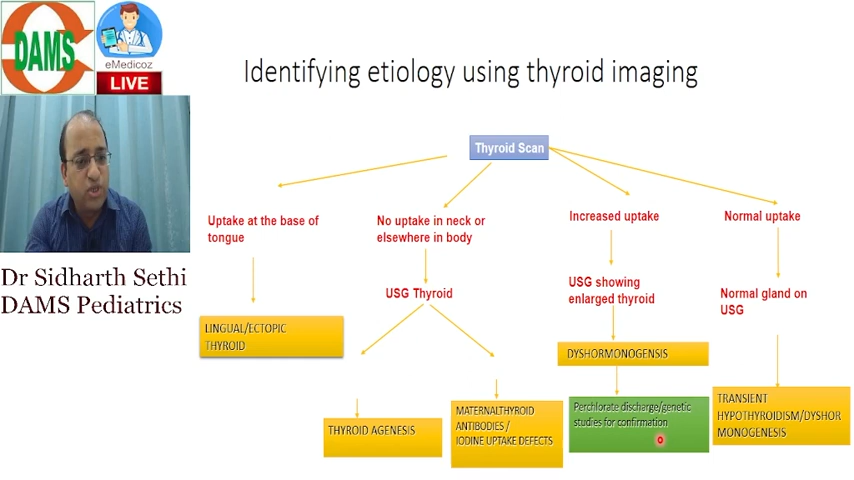 DAMS
eMedicoz
LIVE
Identifying etiology using thyroid imaging
Thyroid Scan
Uptake at the base of
tongue
No uptake in neck or
elsewhere in body
Increased uptake
Normal uptake
USG Thyroid
USG showing
enlarged thyroid
Normal gland on
USG
Dr Sidharth Sethi
DAMS Pediatrics
LINGUAL/ECTOPIC
THYROID
DYSHORMONOGENSIS
THYROID AGENESIS
MATERNALTHYROID
ANTIBODIES /
IODINE UPTAKE DEFECTS
Perchlorate discharge/genetic
studies for confirmation
TRANSIENT
HYPOTHYROIDISM/DYSHOR
MONOGENESIS